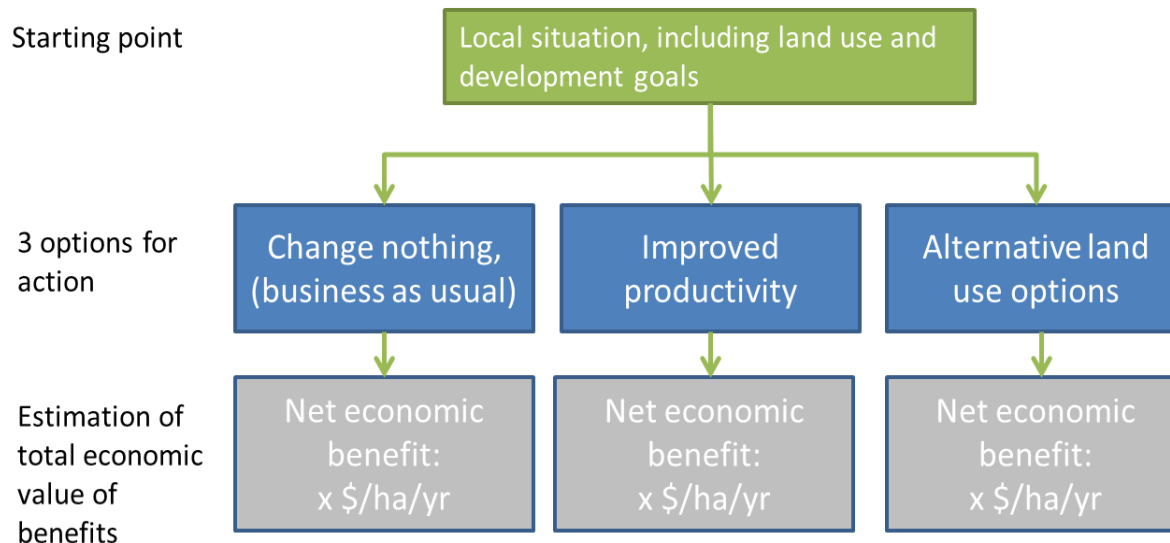 Starting point
Local situation, including land use and
development goals
3 options for
action
Change nothing,
(business as usual)
Improved
productivity
Alternative land
use options
Estimation of
total economic
value of
benefits
Net economic
benefit:
x $/ha/yr
Net economic
benefit:
x $/ha/yr
Net economic
benefit:
x $/ha/yr